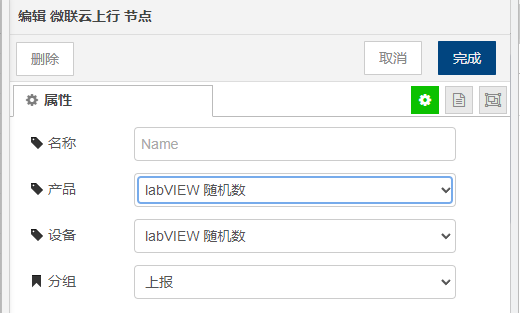 编辑 微联云上行 节点
删除
取消
完成
属性
名称
Name
产品
labVIEW 随机数
设备
labVIEW 随机数
分组
上报